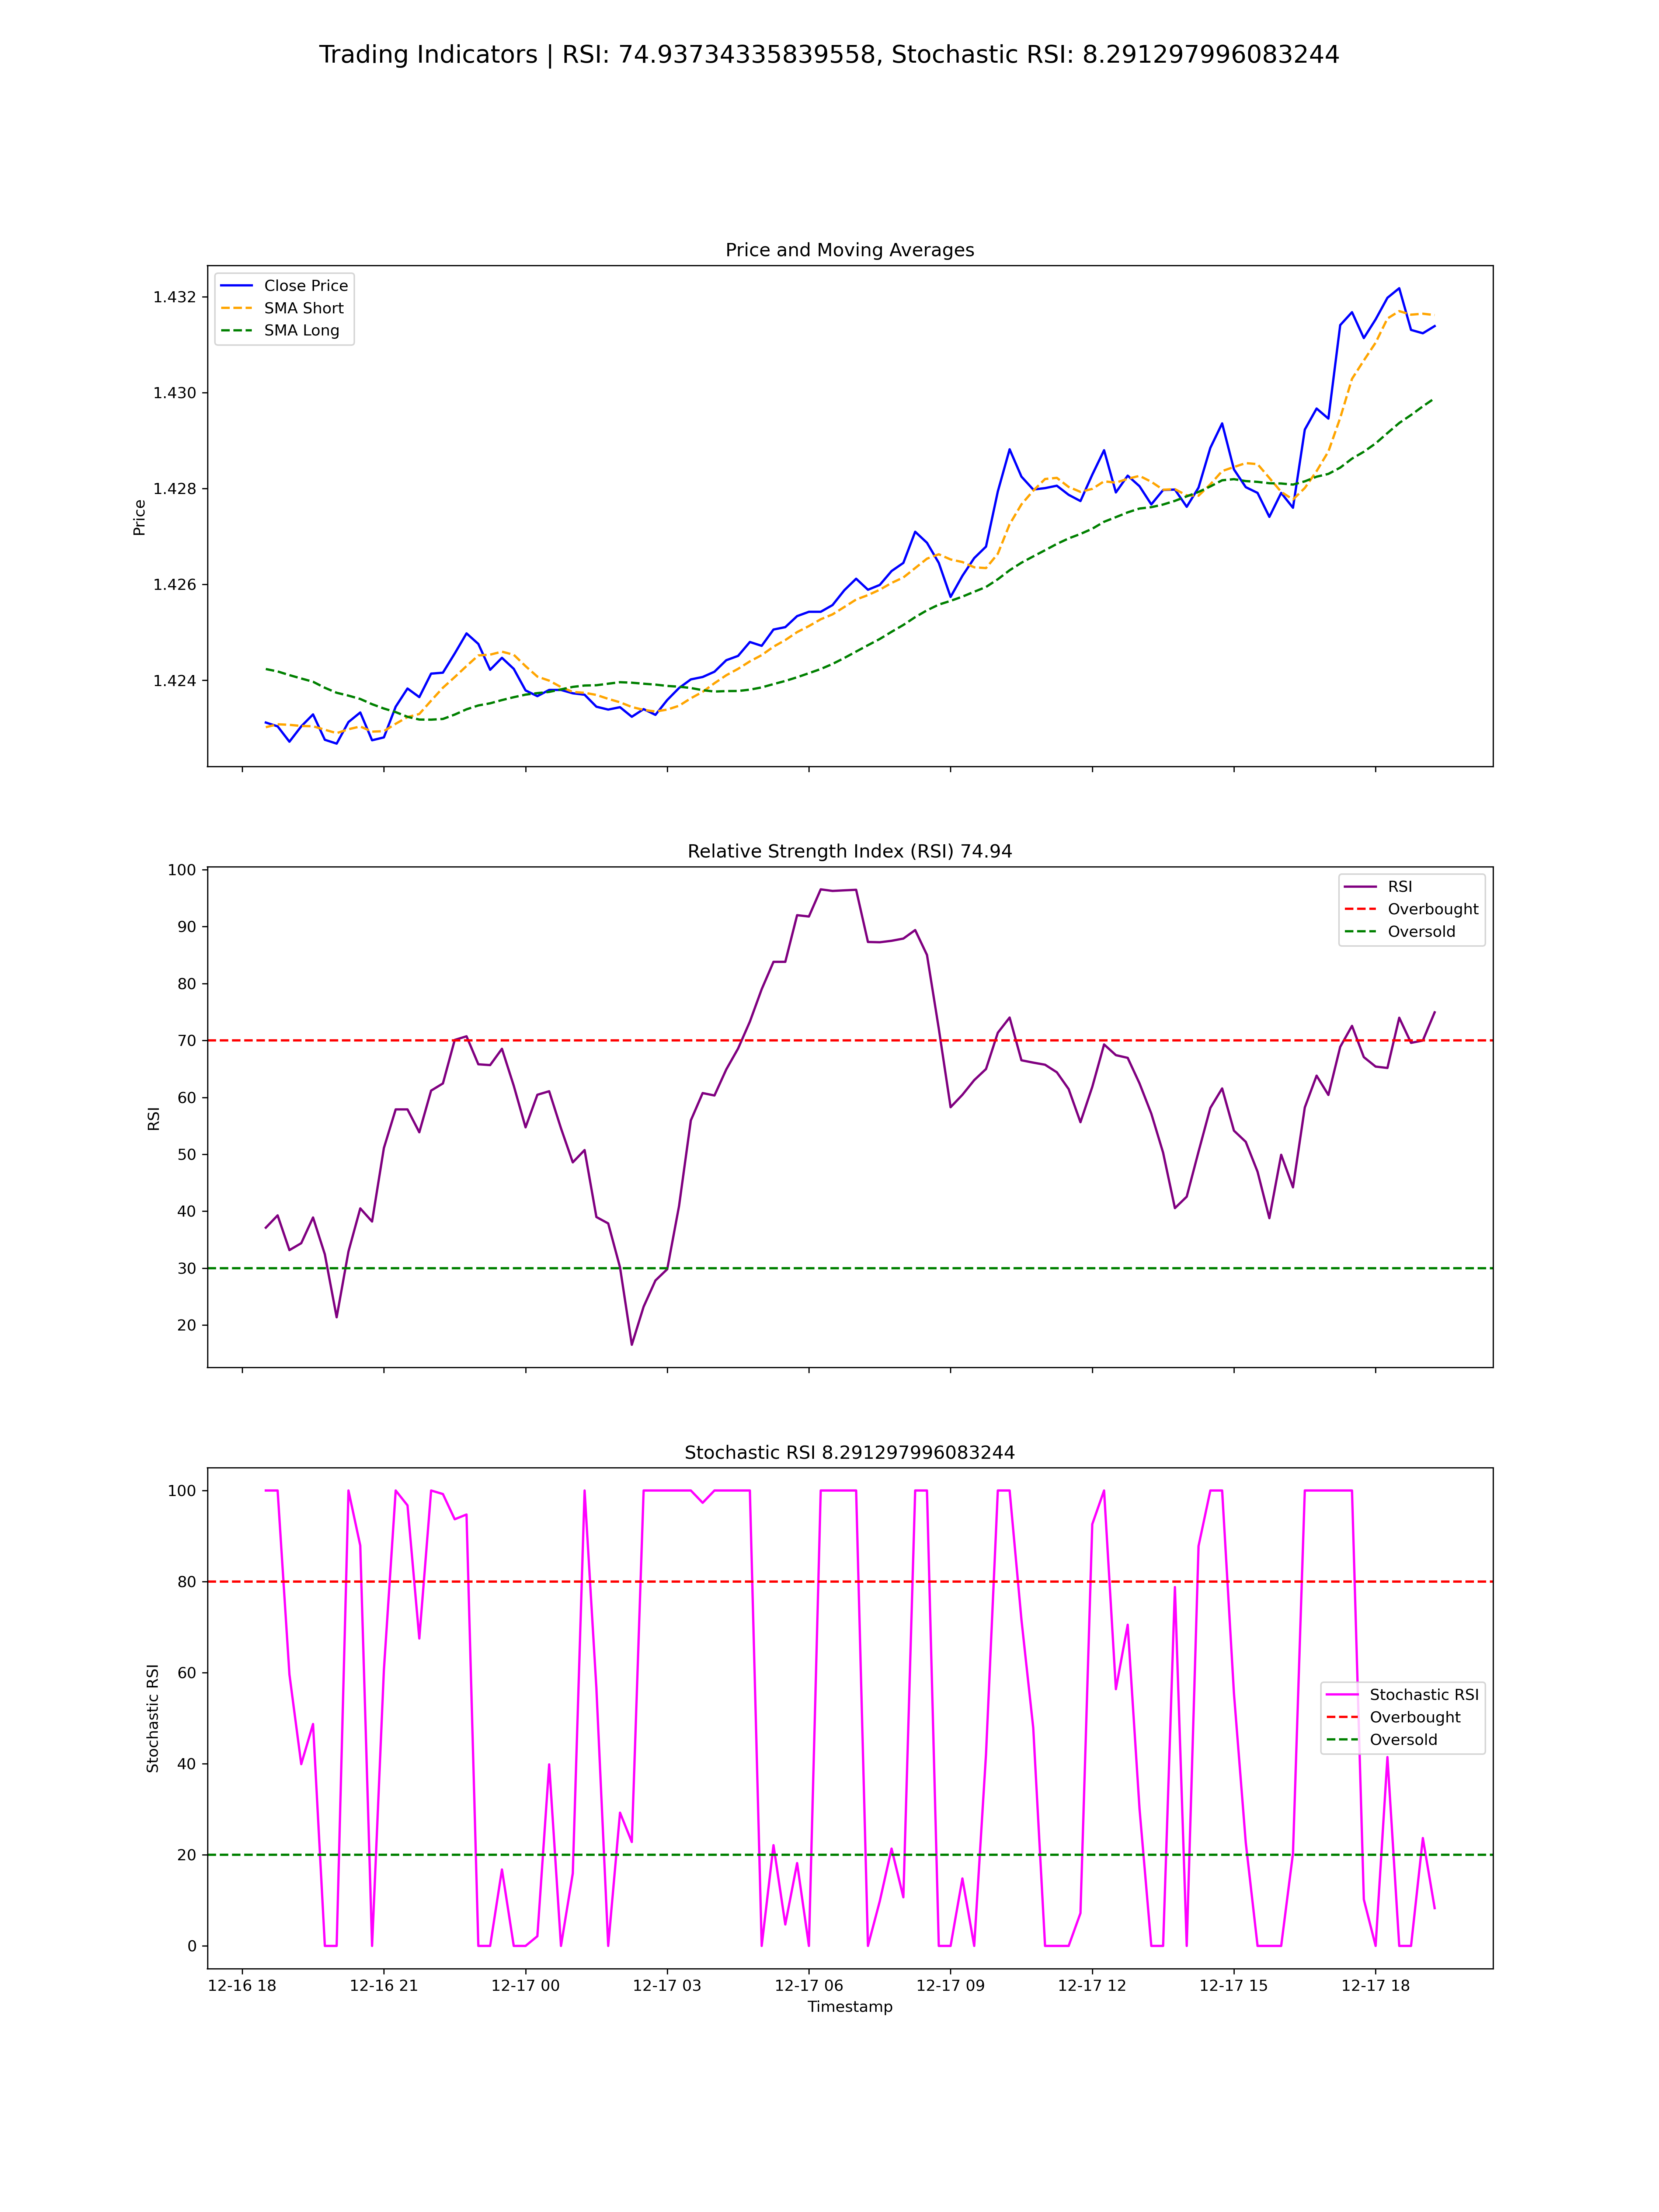 Trading Indicators | RSI: 74.93734335839558, Stochastic RSI: 8.291297996083244
Price and Moving Averages
Close Price
SMA Short
SMA Long
Price
1.432
1.430
1.428
1.426
1.424
Relative Strength Index (RSI) 74.94
RSI
Overbought
Oversold
RSI
100
90
80
70
60
50
40
30
20
Stochastic RSI 8.291297996083244
Stochastic RSI
Overbought
Oversold
Stochastic RSI
100
80
60
40
20
0
12-16 18
12-16 21
12-17 00
12-17 03
12-17 06
12-17 09
12-17 12
12-17 15
12-17 18
Timestamp